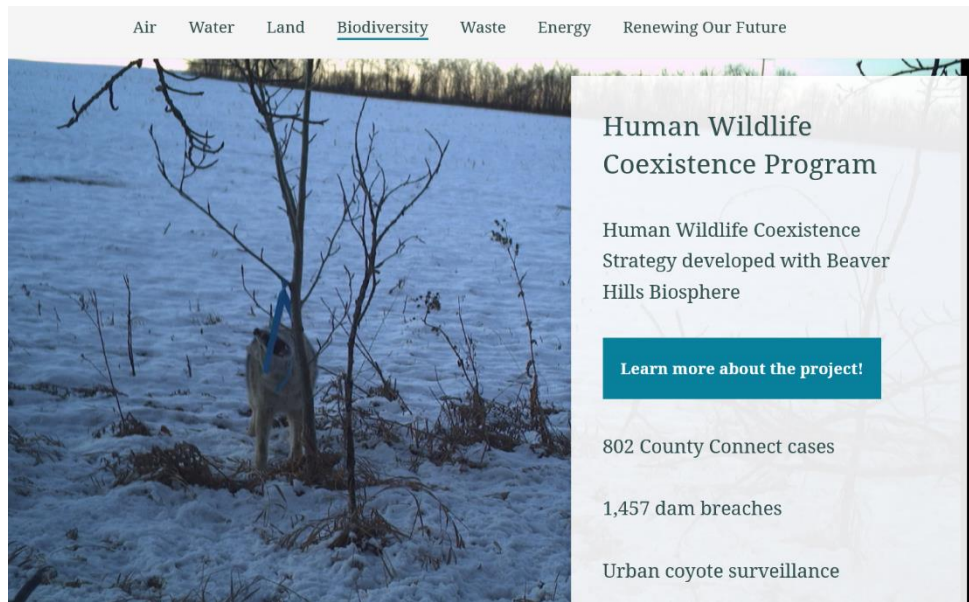 Air Water Land Biodiversity Waste Energy Renewing Our Future
Human Wildlife
Coexistence Program
Human Wildlife Coexistence
Strategy developed with Beaver
Hills Biosphere
Learn more about the project!
802 County Connect cases
1,457 dam breaches
Urban coyote surveillance